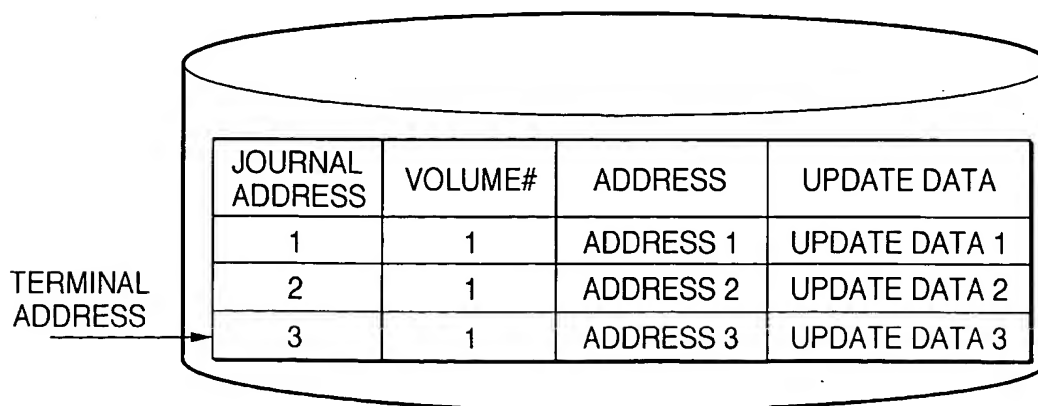 JOURNAL ADDRESS VOLUME# ADDRESS UPDATE DATA
1 1 ADDRESS 1 UPDATE DATA 1
2 1 ADDRESS 2 UPDATE DATA 2
TERMINAL ADDRESS
3 1 ADDRESS 3 UPDATE DATA 3